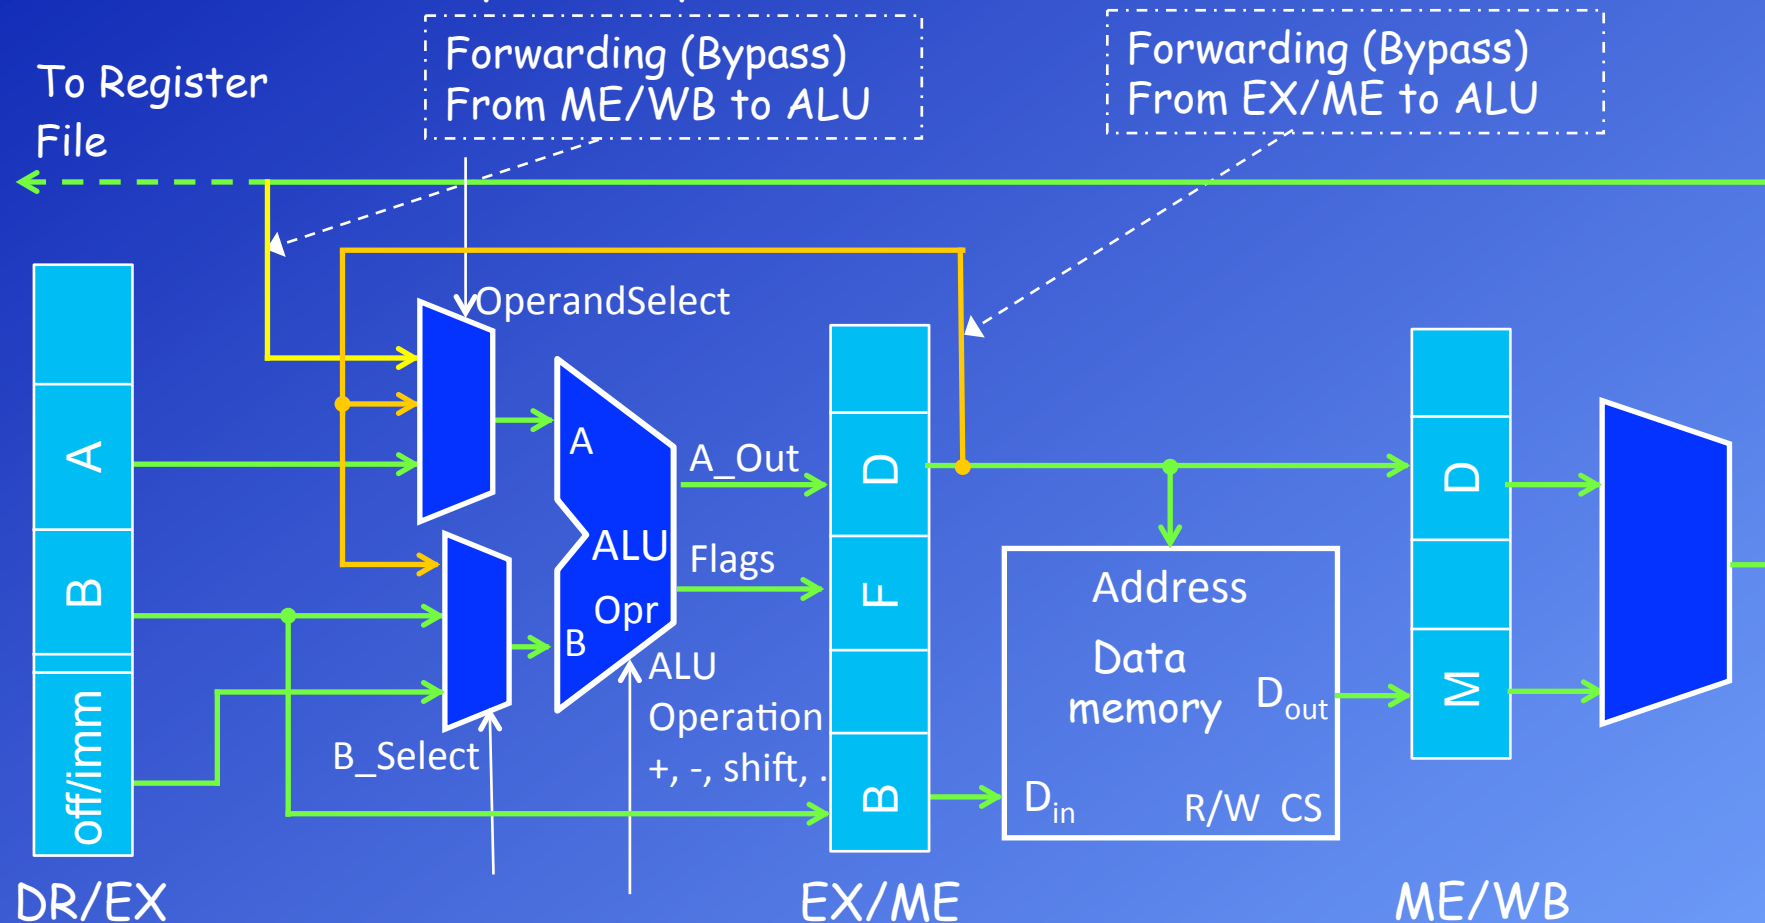 To Register
File
Forwarding (Bypass)
From ME/WB to ALU
Forwarding (Bypass)
From EX/ME to ALU
OperandSelect
A
B
off/imm
A
ALU
Opr
B
A_Out
Flags
B_Select
ALU
Operation
+, -, shift, .
D
F
B
Address
Data
memory
Dout
Din
R/W CS
D
M
DR/EX
EX/ME
ME/WB